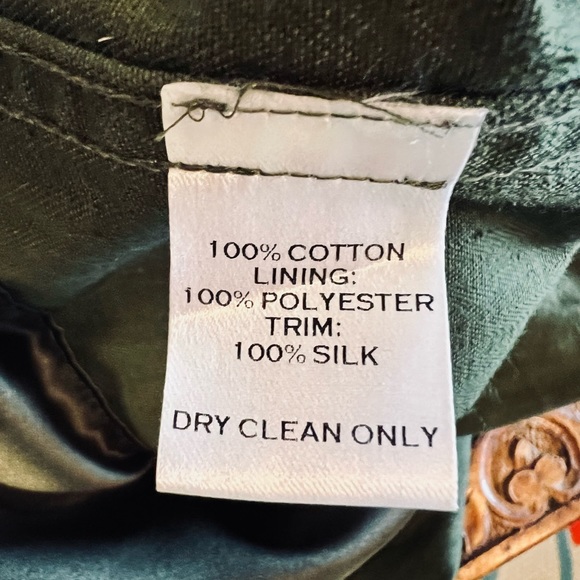 100% COTTON
LINING:
100% POLYESTER
TRIM:
100% SILK
DRY CLEAN ONLY